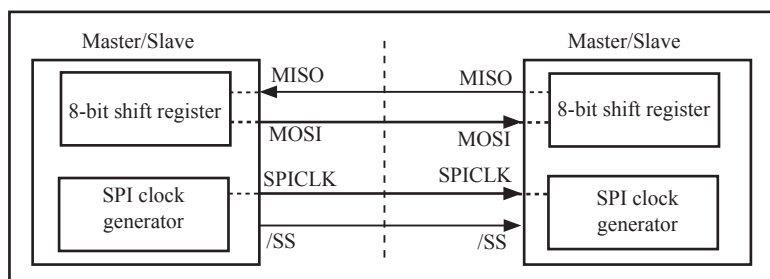 Master/Slave
Master/Slave
MISO
MISO
8-bit shift register
8-bit shift register
MOSI
MOSI
SPICLK
SPICLK
SPI clock
generator
SPI clock
generator
/SS
/SS